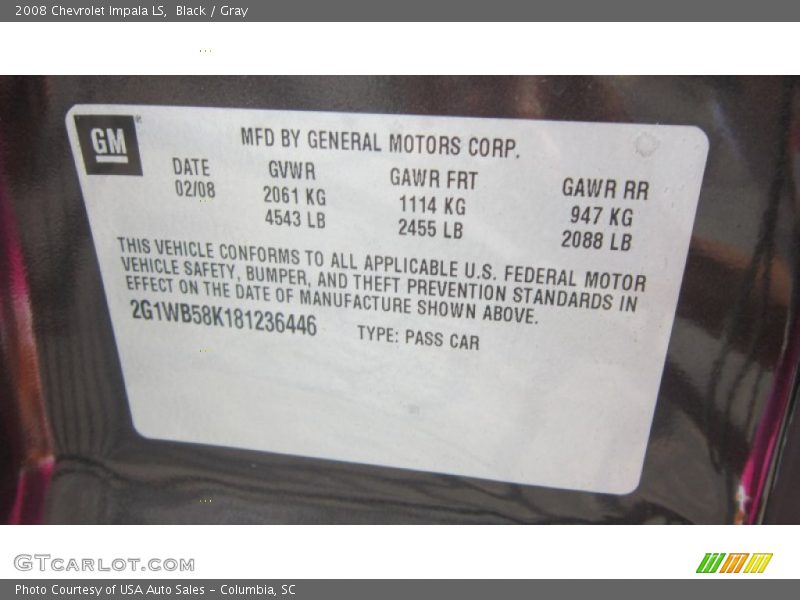 2008 Chevrolet Impala LS,  Black / Gray
GM
MFD BY GENERAL MOTORS CORP.
DATE GVWR GAWR FRT GAWR RR
02/08 2061 KG 1114 KG 947 KG
4543 LB 2455 LB 2088 LB
THIS VEHICLE CONFORMS TO ALL APPLICABLE U.S. FEDERAL MOTOR
VEHICLE SAFETY, BUMPER, AND THEFT PREVENTION STANDARDS IN
EFFECT ON THE DATE OF MANUFACTURE SHOWN ABOVE.
2G1WB58K181236446 TYPE: PASS CAR
GTCARLOT.COM
Photo Courtesy of USA Auto Sales - Columbia, SC